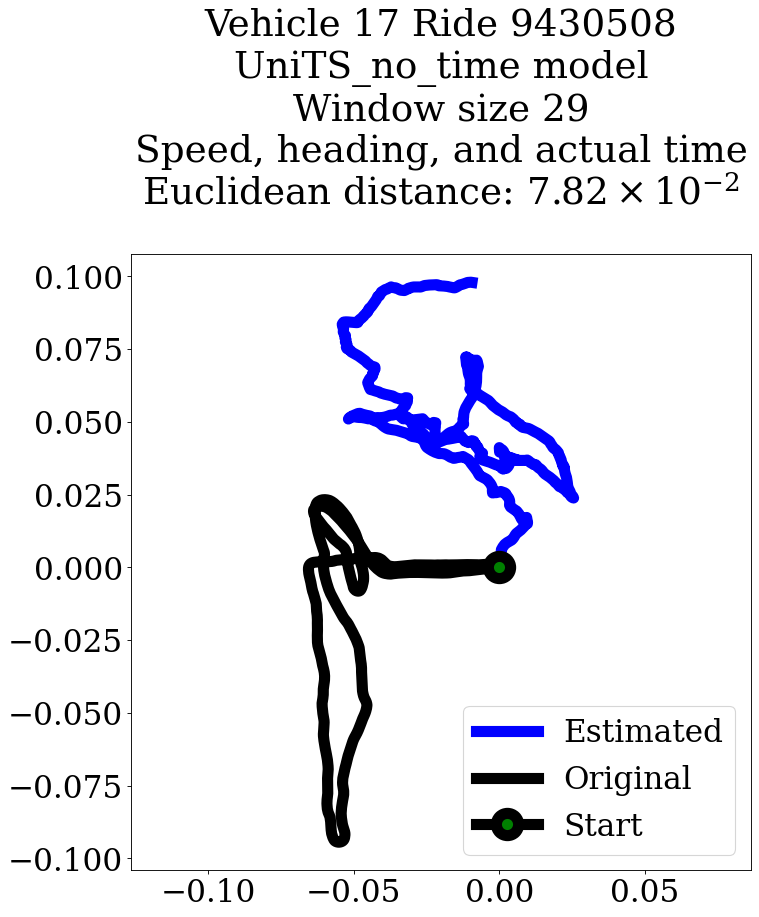 Vehicle 17 Ride 9430508
UniTS_no_time model
Window size 29
Speed, heading, and actual time
Euclidean distance: 7.82 × 10⁻²
0.100
0.075
0.050
0.025
0.000
−0.025
−0.050
−0.075
−0.100
−0.10 −0.05 0.00 0.05
Estimated
Original
Start